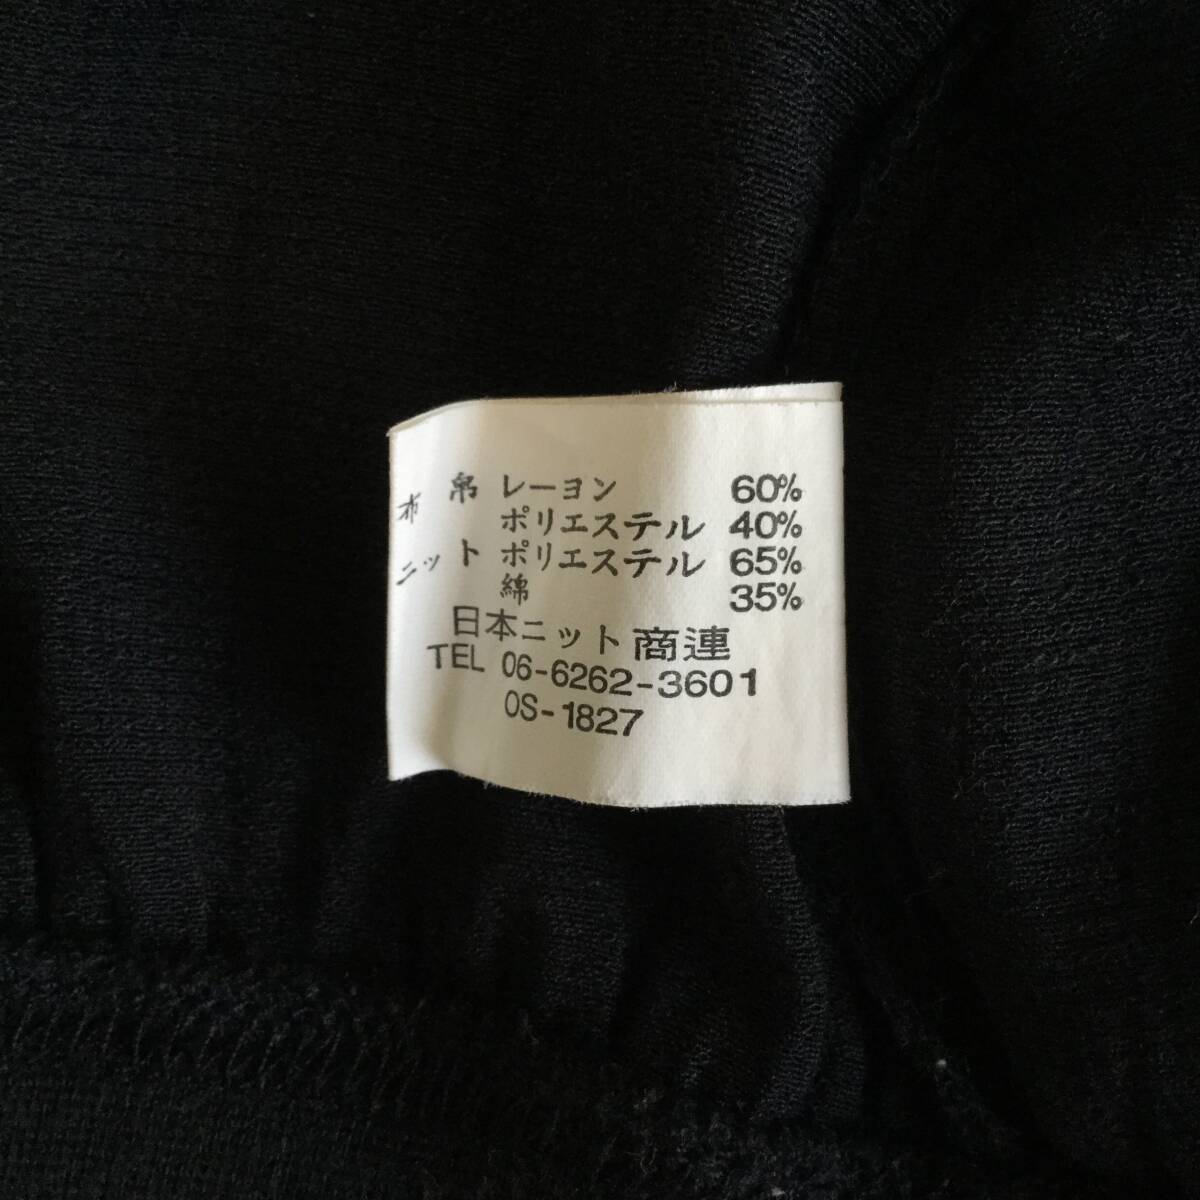 布帛 レーヨン 60%
ポリエステル 40%
ニット ポリエステル 65%
綿 35%
日本ニット商連
TEL 06-6262-3601
OS-1827